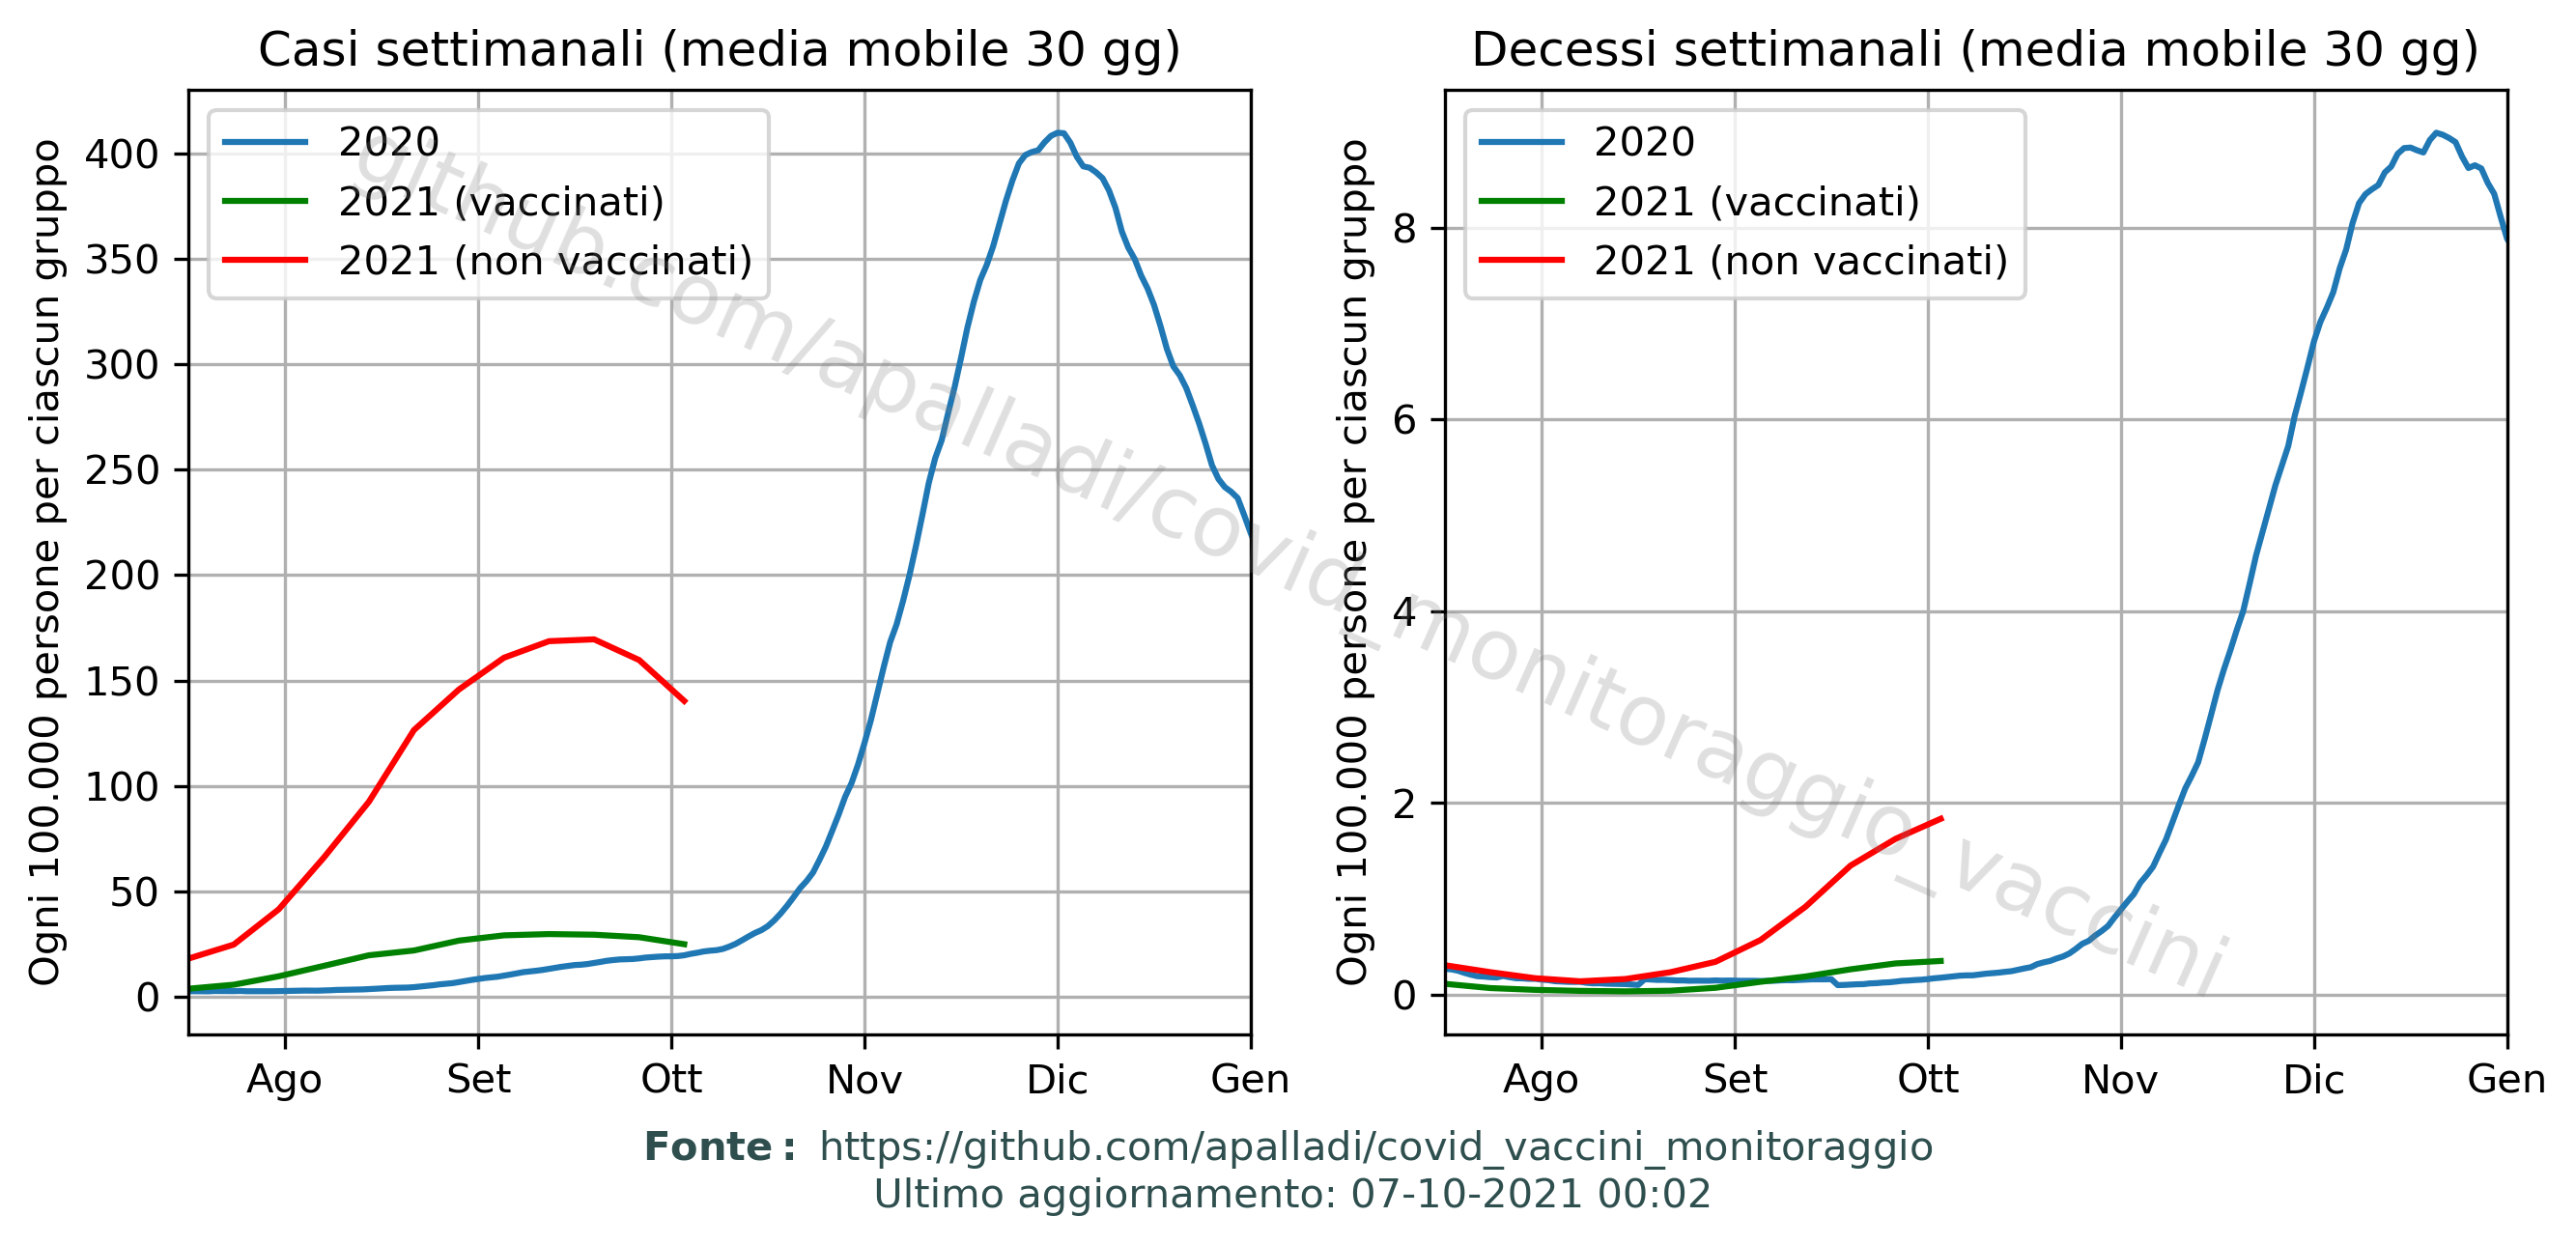 Casi settimanali (media mobile 30 gg)
Ogni 100.000 persone per ciascun gruppo
400
350
300
250
200
150
100
50
0
2020
2021 (vaccinati)
2021 (non vaccinati)
Ago Set Ott Nov Dic Gen
Decessi settimanali (media mobile 30 gg)
Ogni 100.000 persone per ciascun gruppo
8
6
4
2
0
2020
2021 (vaccinati)
2021 (non vaccinati)
Ago Set Ott Nov Dic Gen
github.com/apalladi/covid_monitoraggio_vaccini
Fonte: https://github.com/apalladi/covid_vaccini_monitoraggio
Ultimo aggiornamento: 07-10-2021 00:02